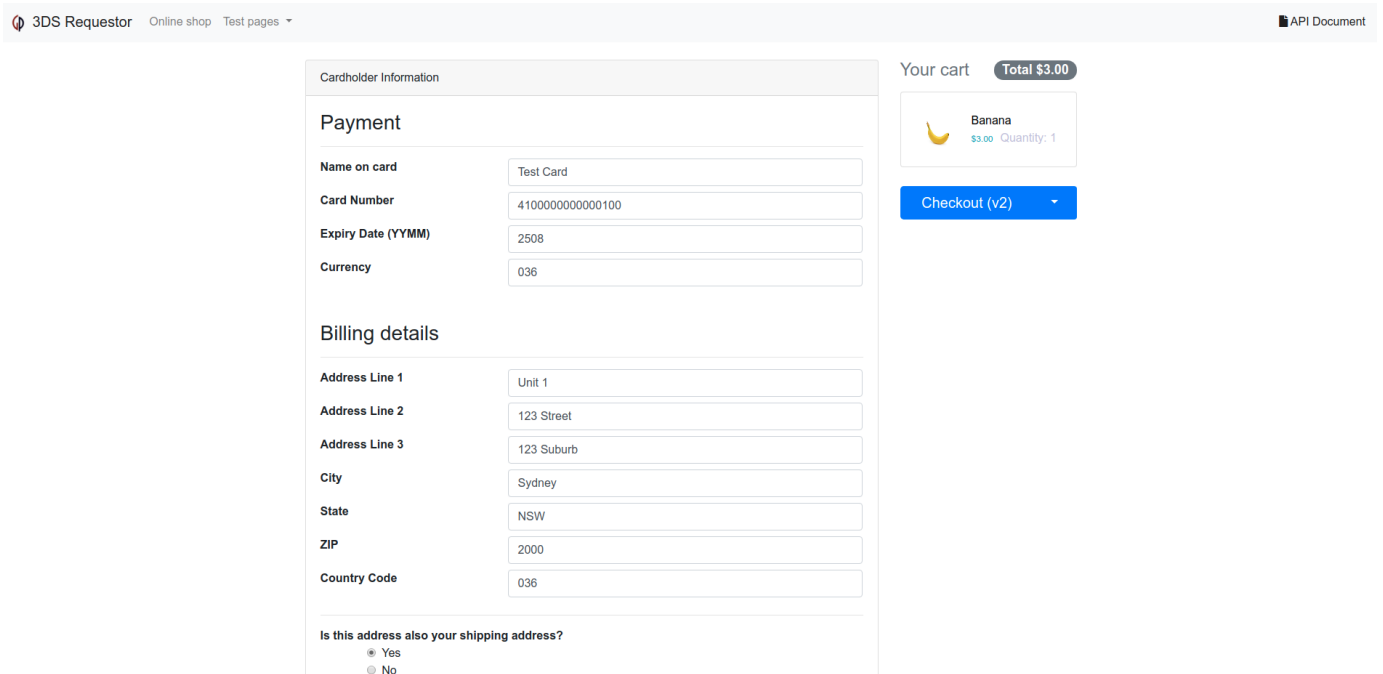 3DS Requestor Online shop Test pages API Document
Cardholder Information
Payment
Name on card Test Card
Card Number 4100000000000100
Expiry Date (YYMM) 2508
Currency 036
Billing details
Address Line 1 Unit 1
Address Line 2 123 Street
Address Line 3 123 Suburb
City Sydney
State NSW
ZIP 2000
Country Code 036
Is this address also your shipping address?
Yes
No
Your cart Total $3.00
Banana
$3.00 Quantity: 1
Checkout (v2)